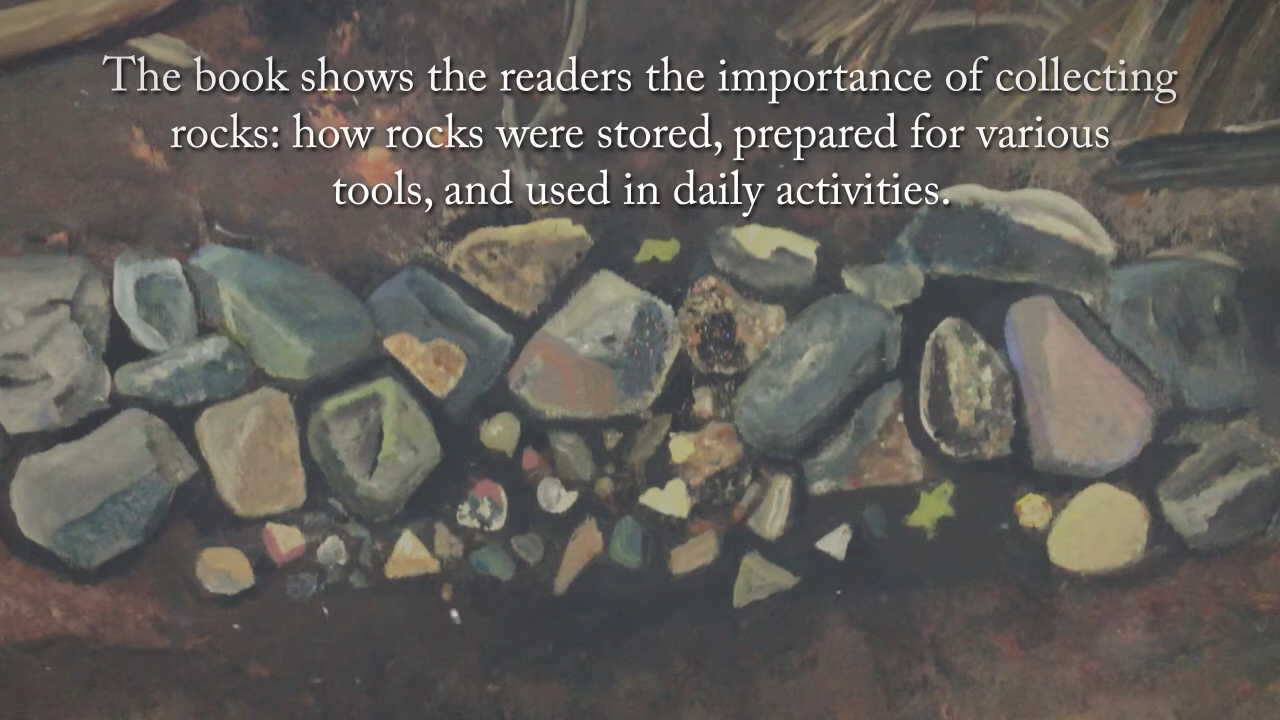 The book shows the readers the importance of collecting
rocks: how rocks were stored, prepared for various
tools, and used in daily activities.